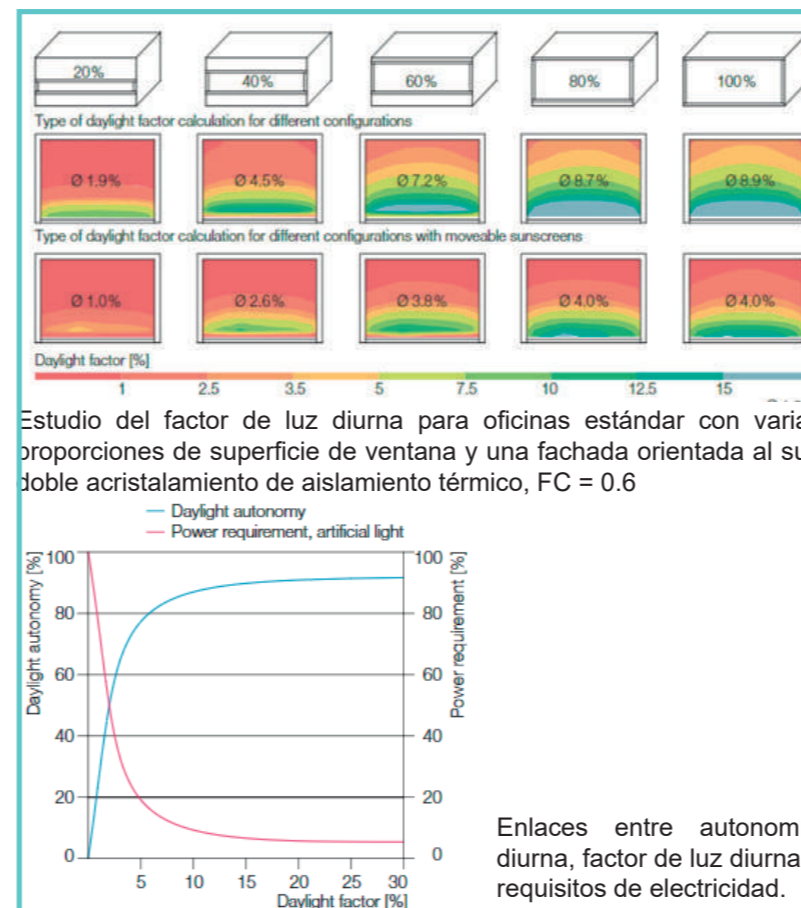 20% 40% 60% 80% 100%
Type of daylight factor calculation for different configurations
Ø 1.9% Ø 4.5% Ø 7.2% Ø 8.7% Ø 8.9%
Type of daylight factor calculation for different configurations with moveable sunscreens
Ø 1.0% Ø 2.6% Ø 3.8% Ø 4.0% Ø 4.0%
Daylight factor [%]
1 2.5 3.5 5 7.5 10 12.5 15
Estudio del factor de luz diurna para oficinas estándar con varia
proporciones de superficie de ventana y una fachada orientada al su
doble acristalamiento de aislamiento térmico, FC = 0.6
Daylight autonomy
Power requirement, artificial light
Daylight autonomy [%]
100 100
80 80
60 60
40 40
20 20
0 0
Power requirement [%]
5 10 15 20 25 30
Daylight factor [%]
Enlaces entre autonom
diurna, factor de luz diurna
requisitos de electricidad.